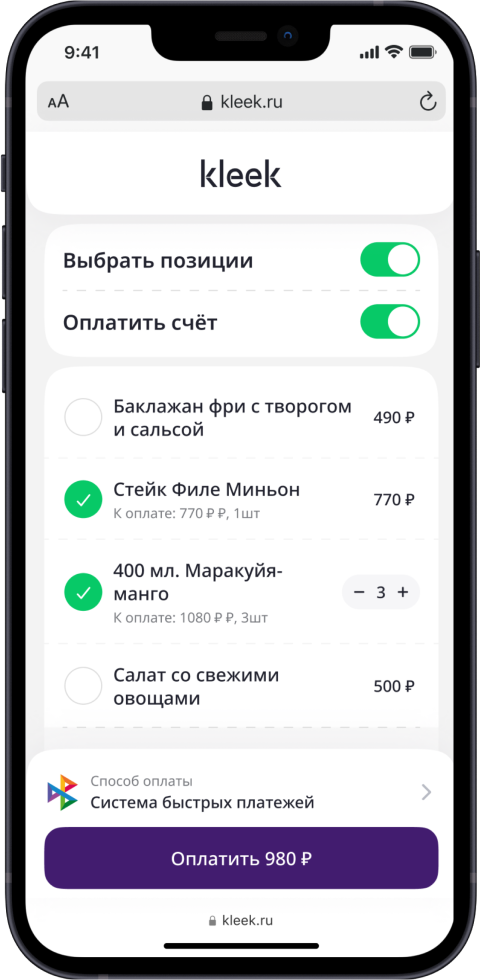 9:41
AA kleek.ru
kleek
Выбрать позиции
Оплатить счёт
Баклажан фри с творогом
и сальсой
490 ₽
Стейк Филе Миньон
К оплате: 770 ₽ ₽, 1шт
770 ₽
400 мл. Маракуйя-
манго
К оплате: 1080 ₽ ₽, 3шт
− 3 +
Салат со свежими
овощами
500 ₽
Способ оплаты
Система быстрых платежей
Оплатить 980 ₽
kleek.ru